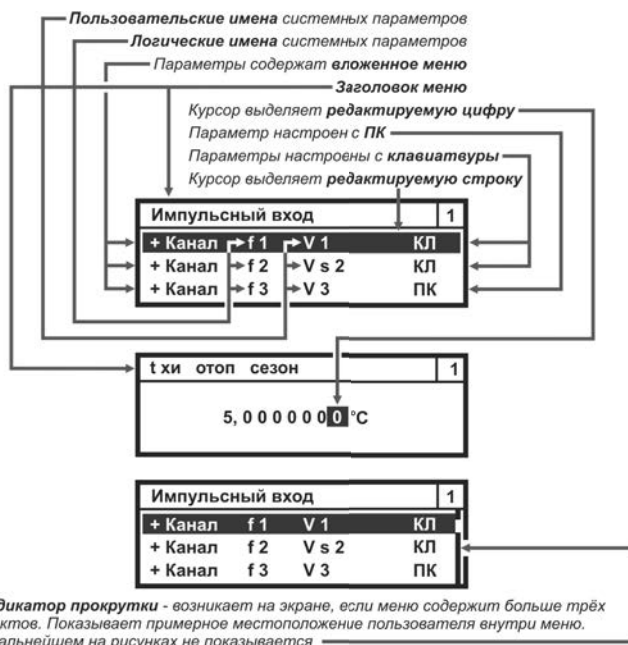 Пользовательские имена системных параметров
Логические имена системных параметров
Параметры содержат вложенное меню
Заголовок меню
Курсор выделяет редактируемую цифру
Параметр настроен с ПК
Параметры настроены с клавиатвуры
Курсор выделяет редактируемую строку
Импульсный вход 1
+ Канал f 1 V 1 КЛ
+ Канал f 2 V s 2 КЛ
+ Канал f 3 V 3 ПК
t хи отоп сезон 1
5, 0 0 0 0 0 0 0 °C
Импульсный вход 1
+ Канал f 1 V 1 КЛ
+ Канал f 2 V s 2 КЛ
+ Канал f 3 V 3 ПК
прокрутки - возникает на экране, если меню содержит больше трёх
Показывает примерное местоположение пользователя внутри меню.
на рисунках не показывается